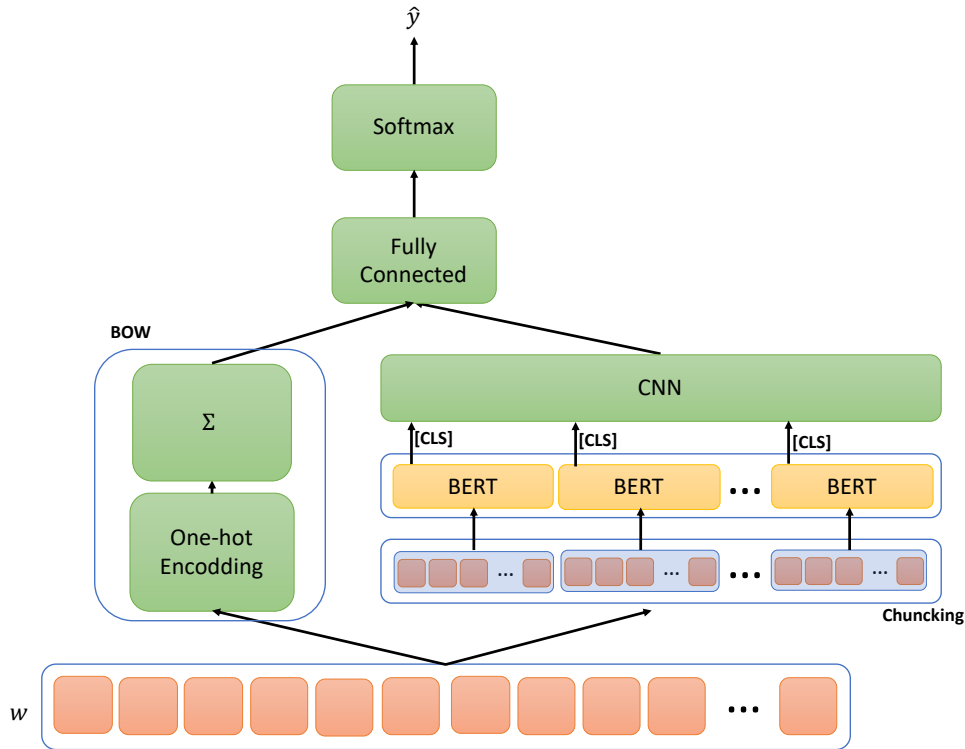 ŷ
Softmax
Fully
Connected
BOW
Σ
One-hot
Encodding
CNN
[CLS]
[CLS]
[CLS]
BERT
BERT
...
BERT
...
...
...
...
Chuncking
w
...